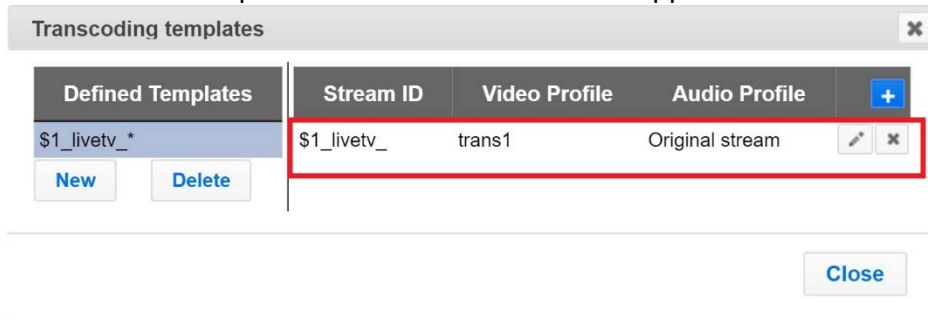 Transcoding templates
Defined Templates Stream ID Video Profile Audio Profile +
$1_livetv_* $1_livetv_ trans1 Original stream
New Delete
Close